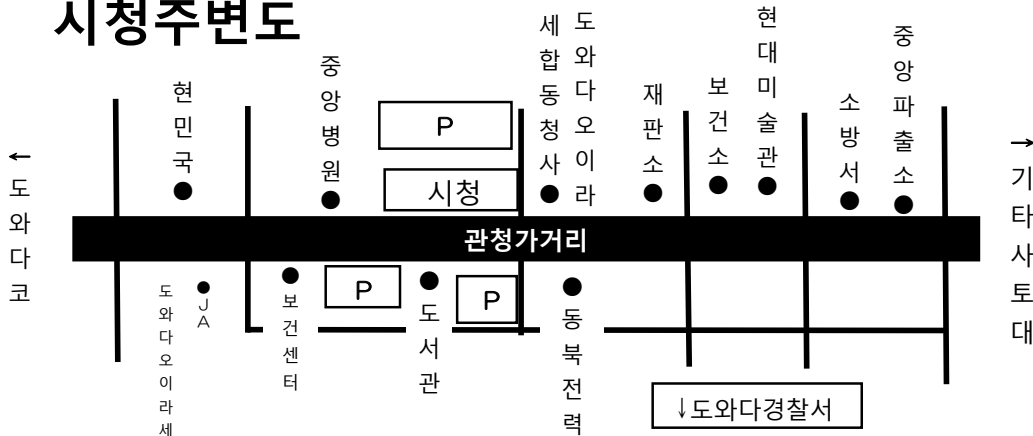 시청주변도
←도와다코
현민국
중앙병원
P
시청
도와다오이라
세합동청사
재판소
보건소
현대미술관
소방서
중앙파출소
→기타사토대
관청가거리
도와다오이라세
JA
보건센터
P
도서관
P
동북전력
↓도와다경찰서